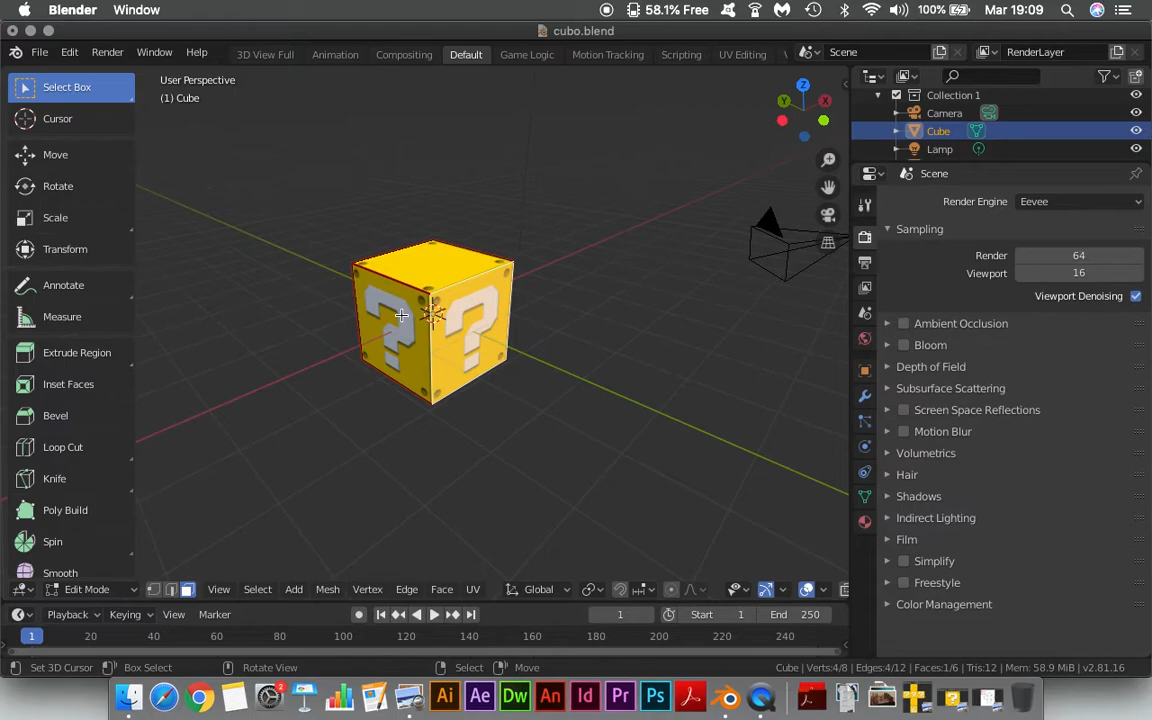 Blender Window 58.1% Free 100% Mar 19:09
cubo.blend
File Edit Render Window Help 3D View Full Animation Compositing Default Game Logic Motion Tracking Scripting UV Editing Scene RenderLayer
User Perspective
(1) Cube
Select Box
Cursor
Move
Rotate
Scale
Transform
Annotate
Measure
Extrude Region
Inset Faces
Bevel
Loop Cut
Knife
Poly Build
Spin
Smooth
Z
Y
X
? ?
Collection 1
Camera
Cube
Lamp
Scene
Render Engine Eevee
Sampling
Render 64
Viewport 16
Viewport Denoising
Ambient Occlusion
Bloom
Depth of Field
Subsurface Scattering
Screen Space Reflections
Motion Blur
Volumetrics
Hair
Shadows
Indirect Lighting
Film
Simplify
Freestyle
Color Management
Edit Mode View Select Add Mesh Vertex Edge Face UV Global
Playback Keying View Marker 1 Start 1 End 250
1 20 40 60 80 100 120 140 160 180 200 220 240
Set 3D Cursor Box Select Rotate View Select Move Cube | Verts:4/8 | Edges:4/12 | Faces:1/6 | Tris:12 | Mem: 58.9 MiB | v2.81.16
2 Ai Ae Dw An Id Pr Ps